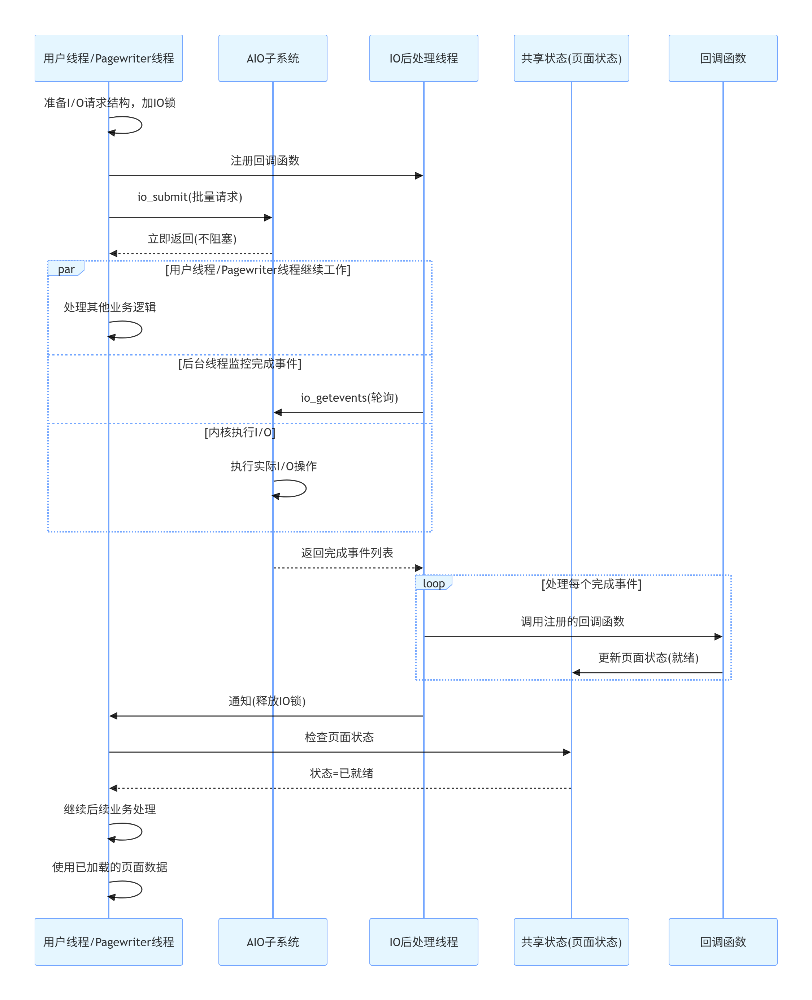 用户线程/Pagewriter线程
AIO子系统
IO后处理线程
共享状态(页面状态)
回调函数
准备I/O请求结构，加IO锁
注册回调函数
io_submit(批量请求)
立即返回(不阻塞)
par
[用户线程/Pagewriter线程继续工作]
处理其他业务逻辑
[后台线程监控完成事件]
io_getevents(轮询)
[内核执行I/O]
执行实际I/O操作
返回完成事件列表
loop
[处理每个完成事件]
调用注册的回调函数
更新页面状态(就绪)
通知(释放IO锁)
检查页面状态
状态=已就绪
继续后续业务处理
使用已加载的页面数据
用户线程/Pagewriter线程
AIO子系统
IO后处理线程
共享状态(页面状态)
回调函数